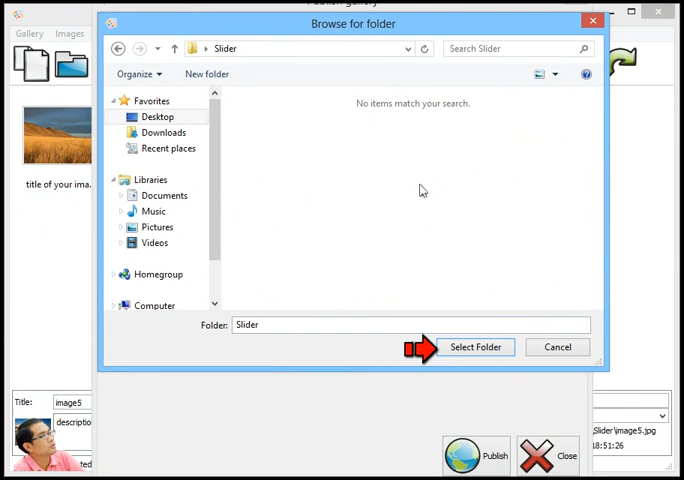 Browse for folder
Gallery Images
Slider
Search Slider
Organize
New folder
Favorites
Desktop
Downloads
Recent places
Libraries
Documents
Music
Pictures
Videos
Homegroup
Computer
No items match your search.
title of your ima.
Folder: Slider
Select Folder
Cancel
Title: image5
descriptio
Slider\image5.jpg
18:51:26
Publish
Close